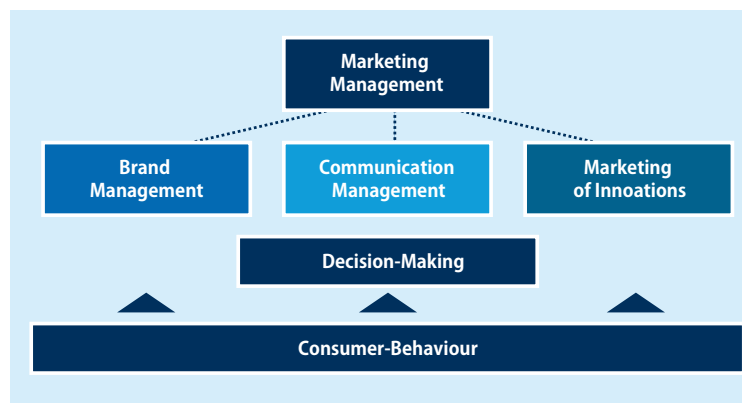 Marketing
Management
Brand
Management
Communication
Management
Marketing
of Innoations
Decision-Making
Consumer-Behaviour